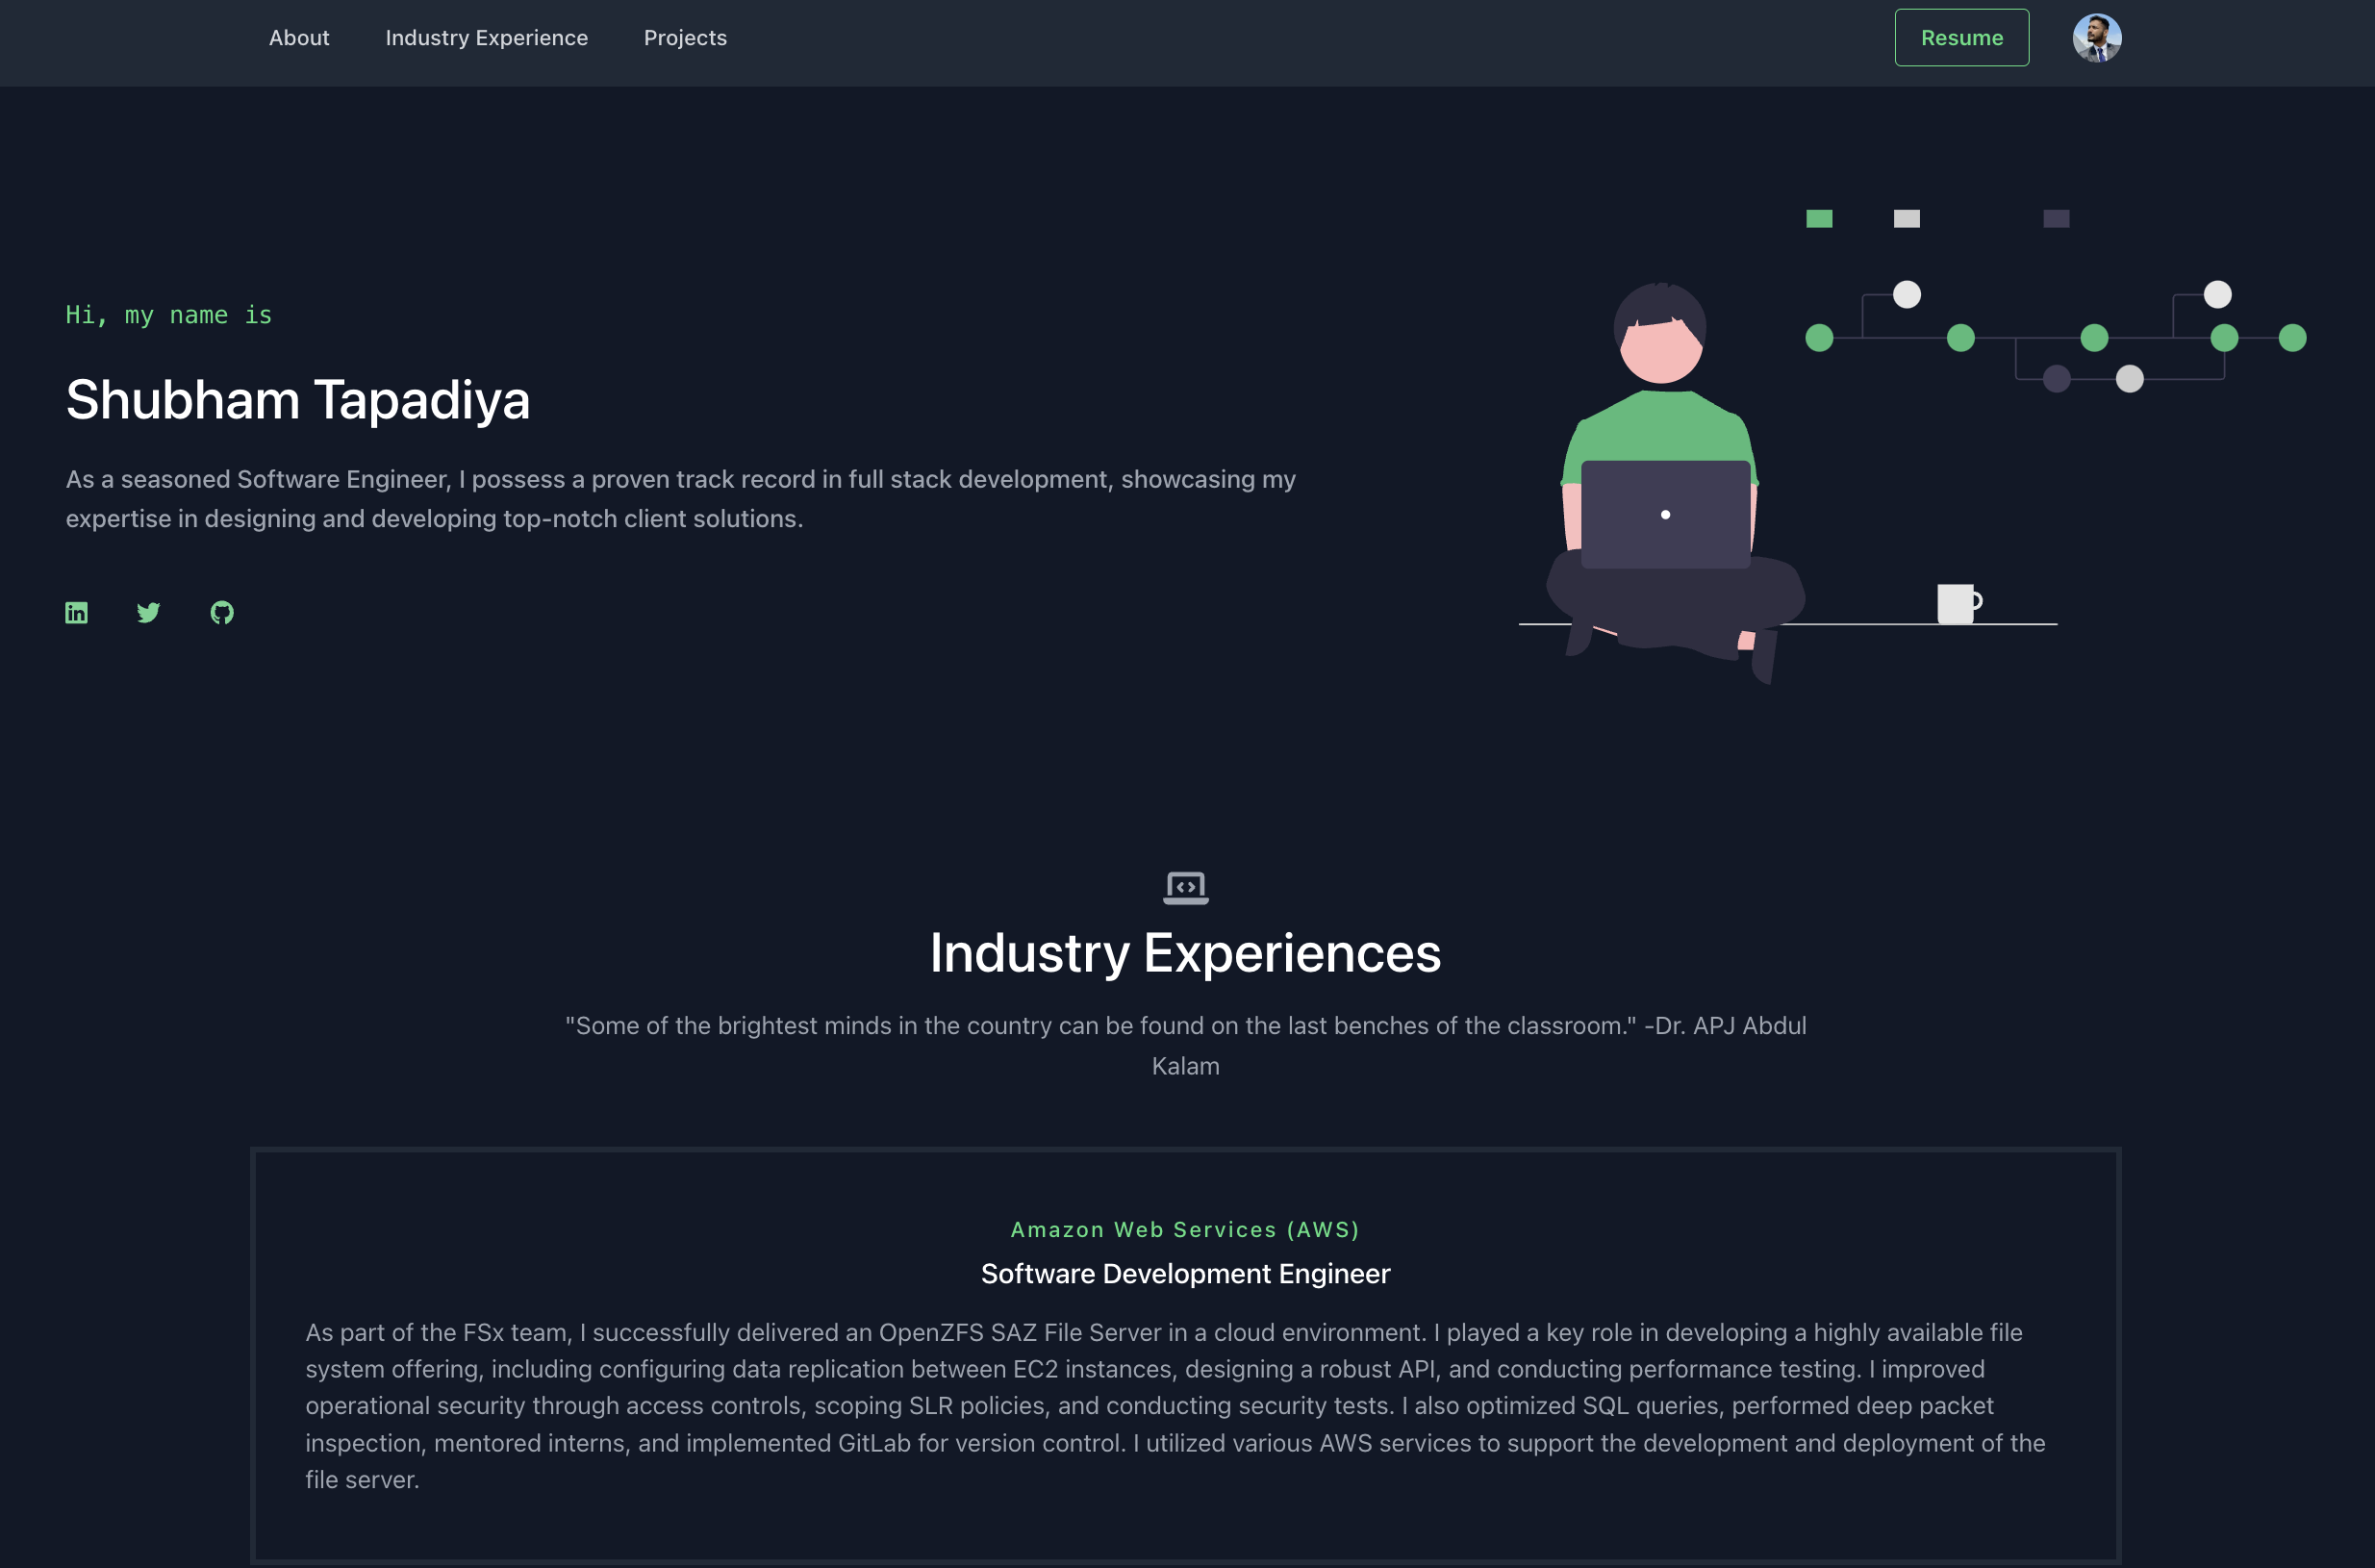 About
Industry Experience
Projects
Resume
Hi, my name is
Shubham Tapadiya
As a seasoned Software Engineer, I possess a proven track record in full stack development, showcasing my
expertise in designing and developing top-notch client solutions.
in
Industry Experiences
"Some of the brightest minds in the country can be found on the last benches of the classroom." -Dr. APJ Abdul
Kalam
Amazon Web Services (AWS)
Software Development Engineer
As part of the FSx team, I successfully delivered an OpenZFS SAZ File Server in a cloud environment. I played a key role in developing a highly available file
system offering, including configuring data replication between EC2 instances, designing a robust API, and conducting performance testing. I improved
operational security through access controls, scoping SLR policies, and conducting security tests. I also optimized SQL queries, performed deep packet
inspection, mentored interns, and implemented GitLab for version control. I utilized various AWS services to support the development and deployment of the
file server.